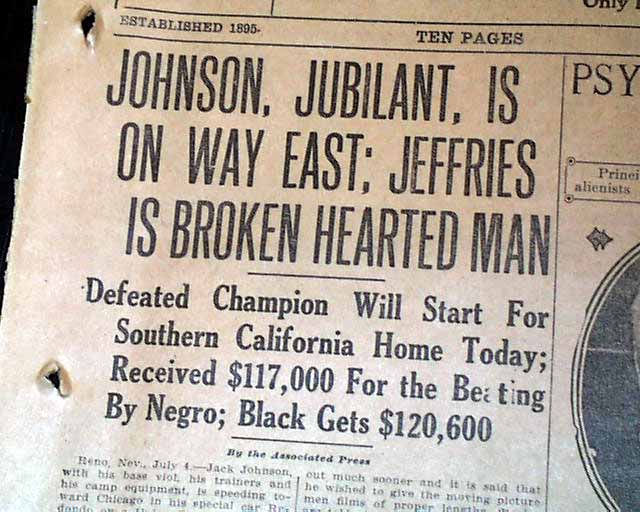 Only
ESTABLISHED 1895-
TEN PAGES
JOHNSON, JUBILANT, IS
ON WAY EAST; JEFFRIES
IS BROKEN HEARTED MAN
Defeated Champion Will Start For
Southern California Home Today;
Received $117,000 For the Beating
By Negro; Black Gets $120,600
By the Associated Press
Reno, Nev., July 4.—Jack Johnson,
with his base viol, his trainers and
his camp equipment, is speeding to-
ward Chicago in his special car
out much sooner and it is said that
he wished to give the moving picture
men films of proper lengths.
PSY
Princi
alienists